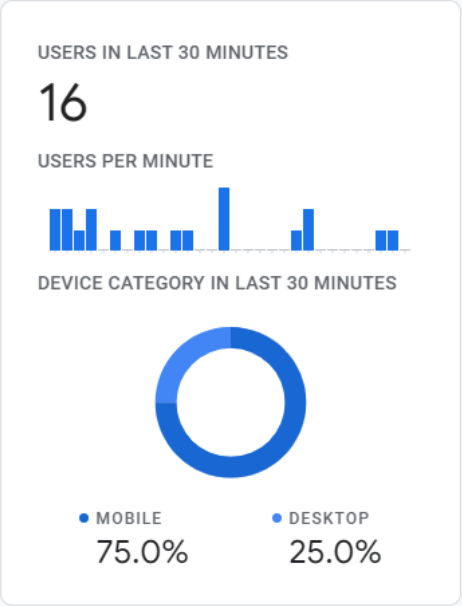 USERS IN LAST 30 MINUTES
16
USERS PER MINUTE
DEVICE CATEGORY IN LAST 30 MINUTES
MOBILE DESKTOP
75.0% 25.0%